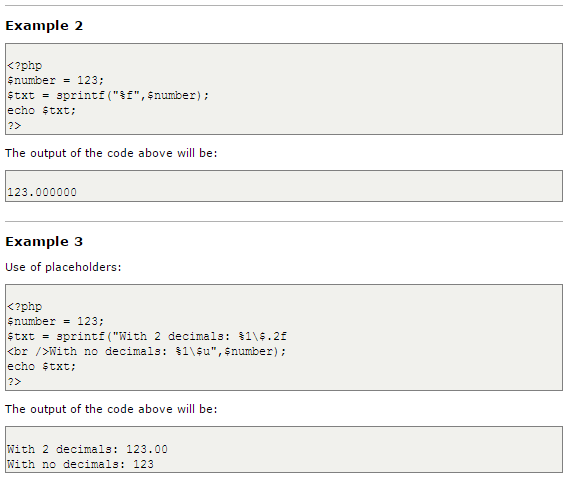 Example 2
<?php
$number = 123;
$txt = sprintf("%f",$number);
echo $txt;
?>
The output of the code above will be:
123.000000
Example 3
Use of placeholders:
<?php
$number = 123;
$txt = sprintf("With 2 decimals: %1\$.2f
<br />With no decimals: %1\$u",$number);
echo $txt;
?>
The output of the code above will be:
With 2 decimals: 123.00
With no decimals: 123